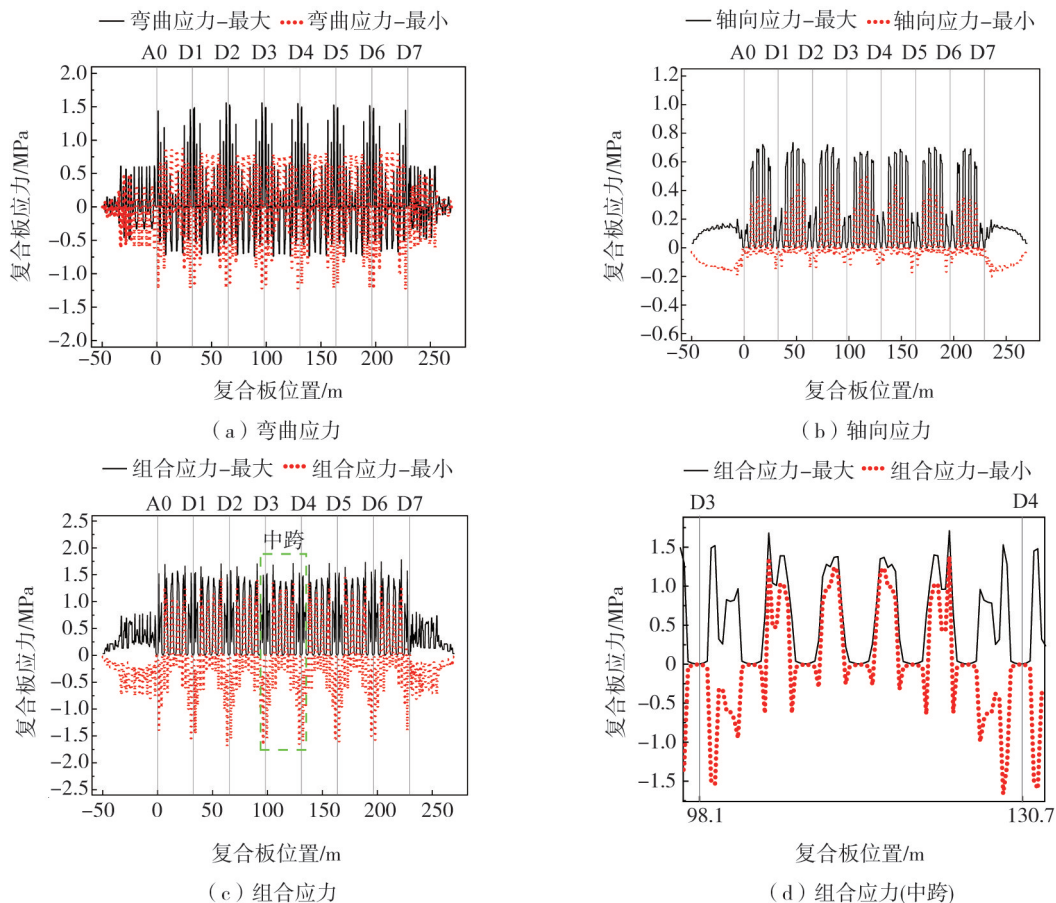 弯曲应力-最大 弯曲应力-最小
A0 D1 D2 D3 D4 D5 D6 D7
2.0
1.5
1.0
0.5
0
-0.5
-1.0
-1.5
-2.0
复合板应力/MPa
-50 0 50 100 150 200 250
复合板位置/m
（a）弯曲应力
轴向应力-最大 轴向应力-最小
A0 D1 D2 D3 D4 D5 D6 D7
1.2
1.0
0.8
0.6
0.4
0.2
0
-0.2
-0.4
-0.6
复合板应力/MPa
-50 0 50 100 150 200 250
复合板位置/m
（b）轴向应力
组合应力-最大 组合应力-最小
A0 D1 D2 D3 D4 D5 D6 D7
2.5
2.0
1.5
1.0
0.5
0
-0.5
-1.0
-1.5
-2.0
-2.5
中跨
复合板应力/MPa
-50 0 50 100 150 200 250
复合板位置/m
（c）组合应力
组合应力-最大 组合应力-最小
D3 D4
1.5
1.0
0.5
0
-0.5
-1.0
-1.5
复合板应力/MPa
98.1 130.7
复合板位置/m
（d）组合应力(中跨)